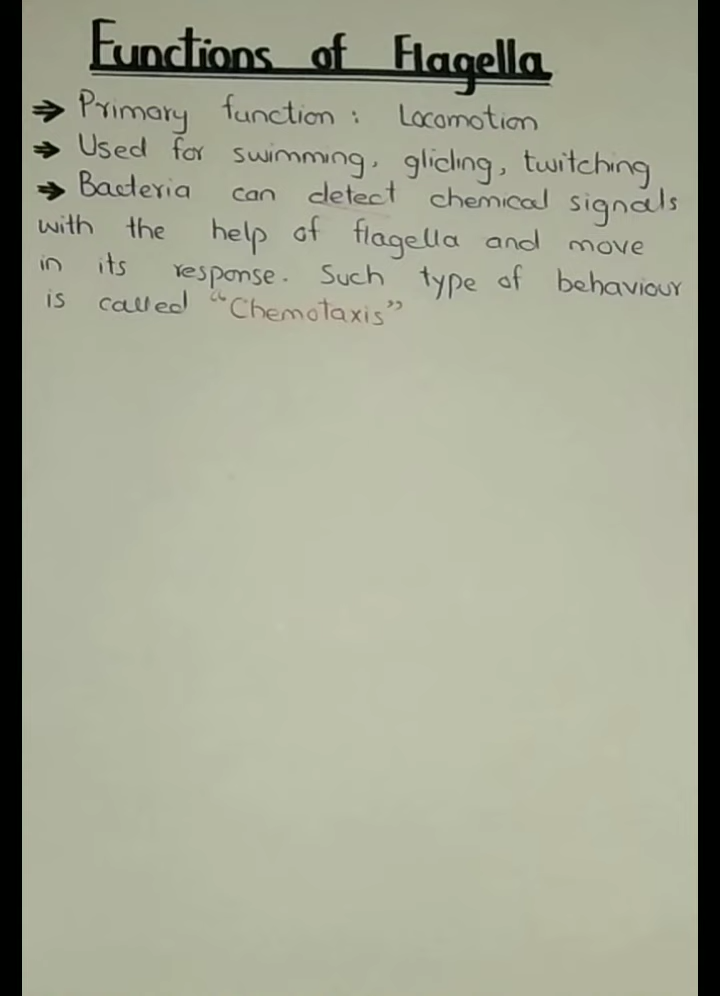 Functions of Flagella
⇒ Primary function : Locomotion
⇒ Used for swimming, gliding, twitching
⇒ Bacteria can detect chemical signals
with the help of flagella and move
in its response. Such type of behaviour
is called "Chemotaxis"